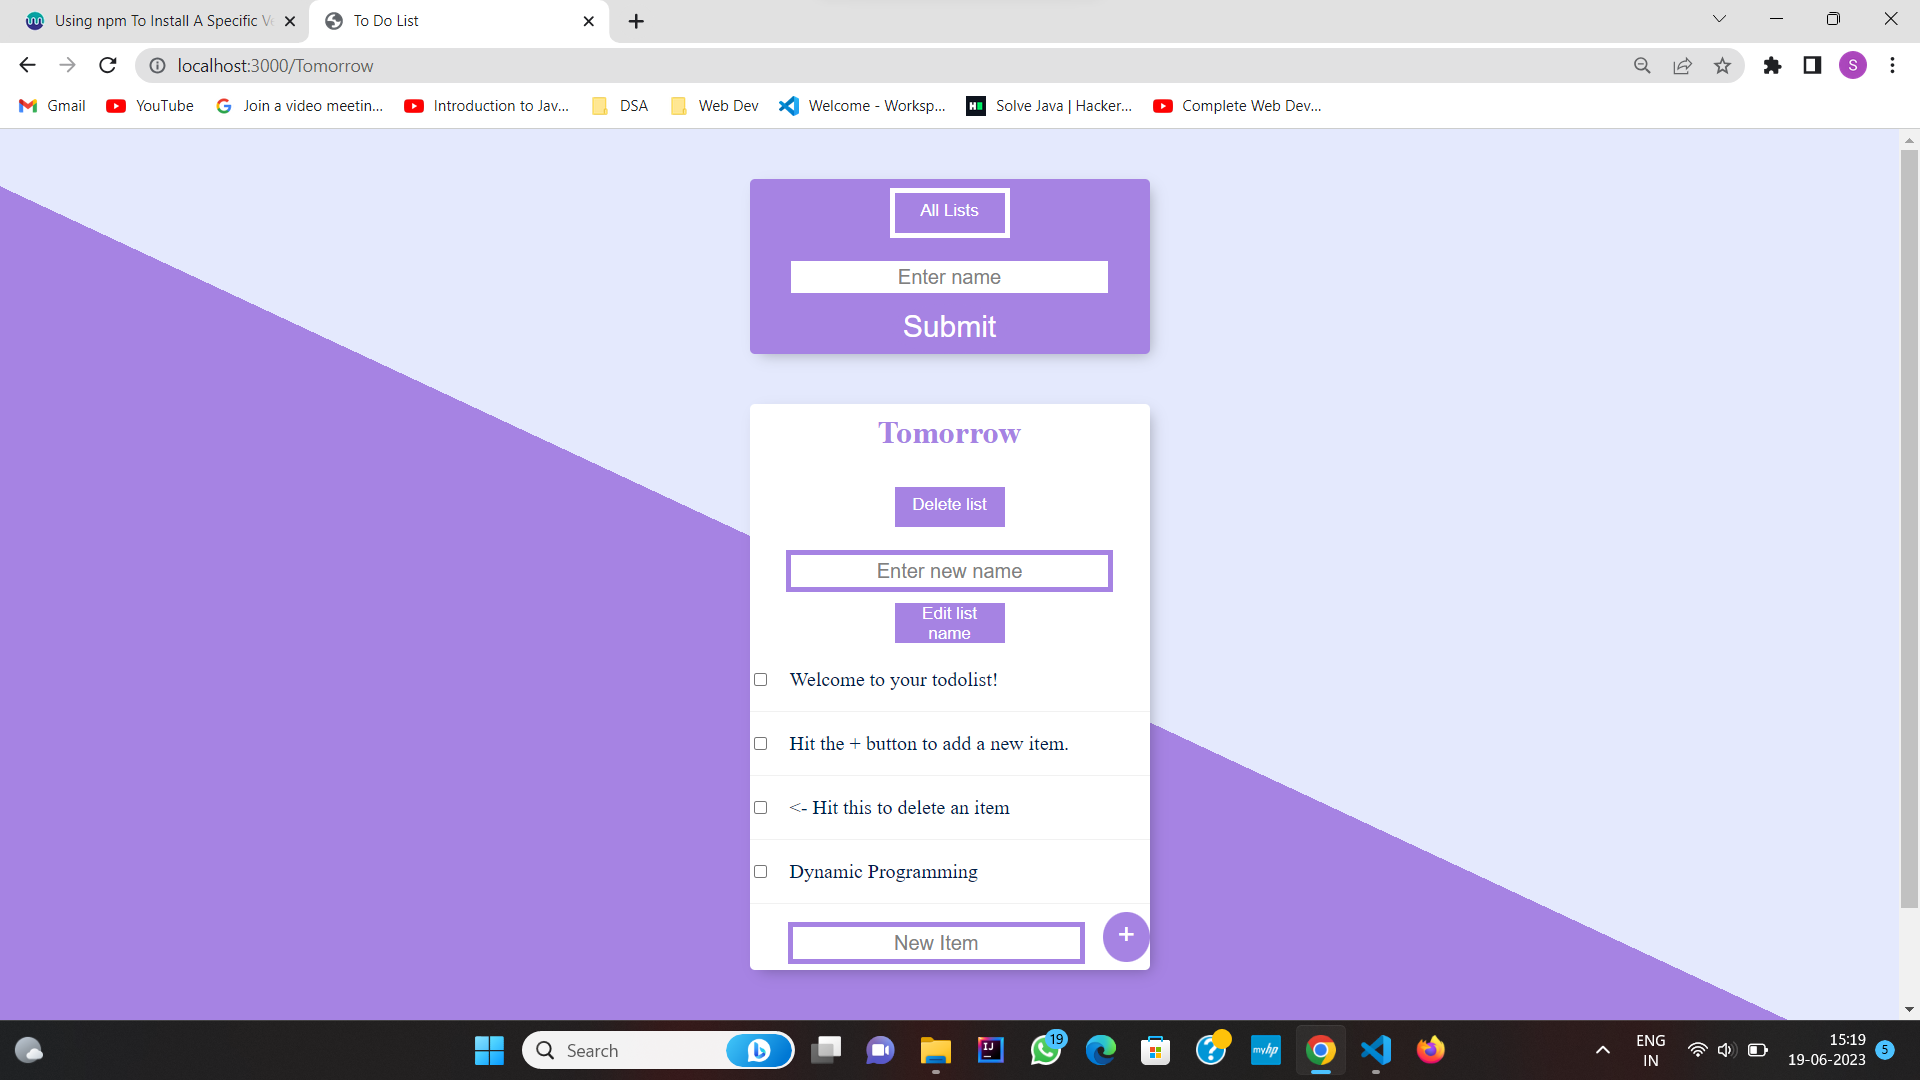 Using npm To Install A Specific Ve
To Do List
localhost:3000/Tomorrow
S
Gmail
YouTube
Join a video meetin...
Introduction to Jav...
DSA
Web Dev
Welcome - Worksp...
Solve Java | Hacker...
Complete Web Dev...
All Lists
Enter name
Submit
Tomorrow
Delete list
Enter new name
Edit list
name
Welcome to your todolist!
Hit the + button to add a new item.
<- Hit this to delete an item
Dynamic Programming
New Item
+
Search
IJ
19
?
myhp
ENG
IN
15:19
19-06-2023
5